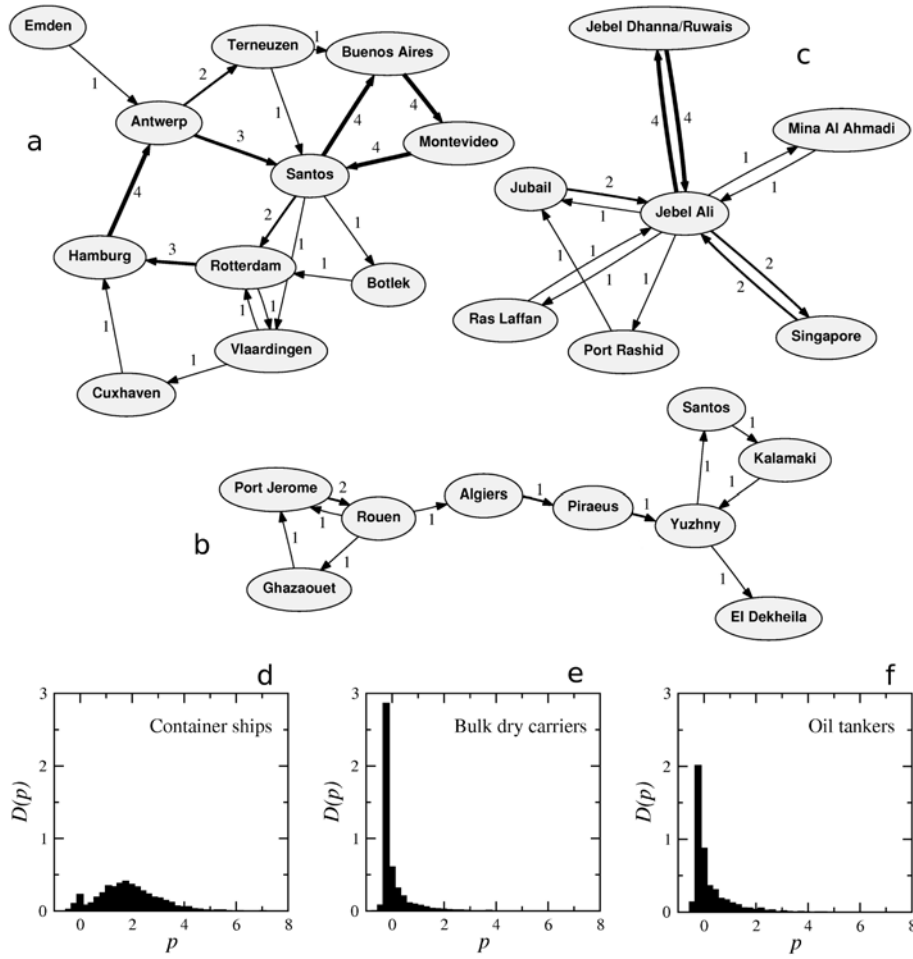 Emden
Terneuzen
1
Buenos Aires
Jebel Dhanna/Ruwais
c
1
2
Antwerp
a
3
1
4
4
Montevideo
4
Santos
4
Hamburg
3
Rotterdam
2
1
1
Botlek
1
1
1
1
Vlaardingen
1
Cuxhaven
4
4
Mina Al Ahmadi
1
1
Jubail
2
1
Jebel Ali
1
1
1
1
2
2
Ras Laffan
Port Rashid
Singapore
Santos
1
Kalamaki
1
1
Port Jerome
2
Rouen
1
1
Algiers
1
Piraeus
1
Yuzhny
b
1
1
Ghazaouet
1
El Dekheila
d
e
f
3
2
1
0
D(p)
Container ships
0 2 4 6 8
p
3
2
1
0
D(p)
Bulk dry carriers
0 2 4 6 8
p
3
2
1
0
D(p)
Oil tankers
0 2 4 6 8
p